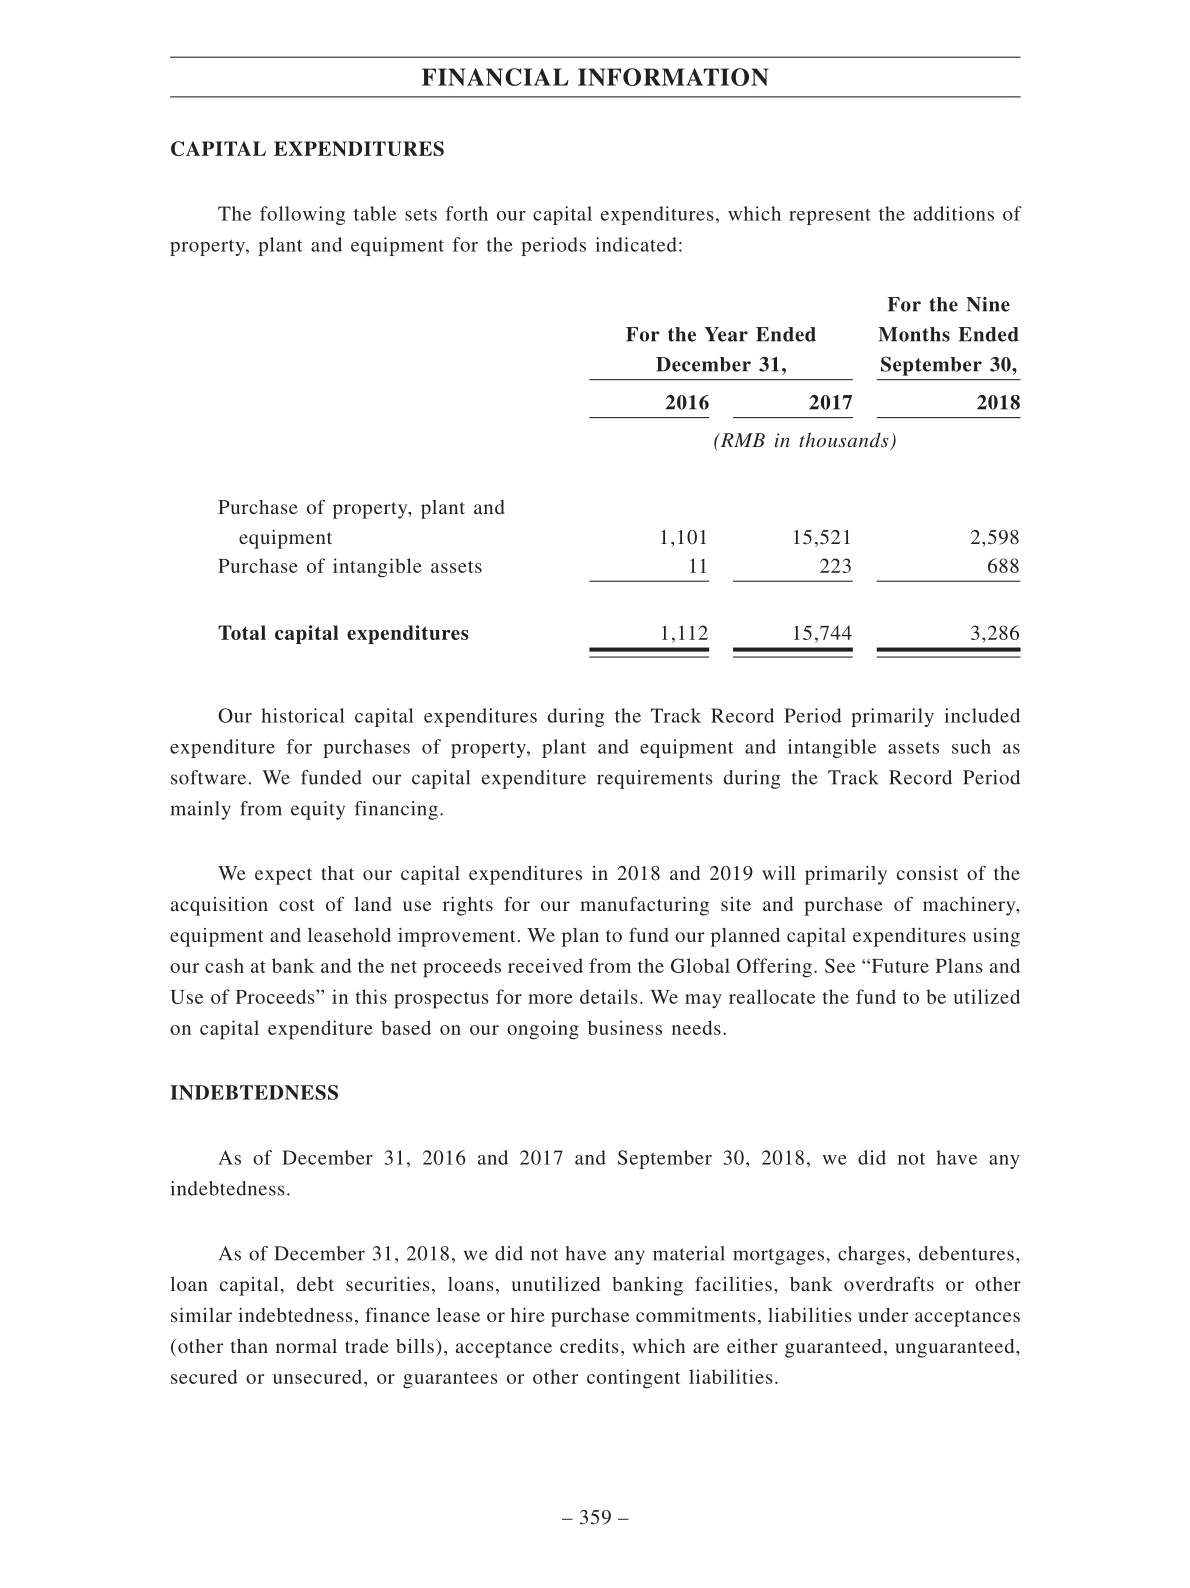 FINANCIAL INFORMATION
CAPITAL EXPENDITURES
The following table sets forth our capital expenditures, which represent the additions of
property, plant and equipment for the periods indicated:
For the Nine
For the Year Ended Months Ended
December 31, September 30,
2016 2017 2018
(RMB in thousands)
Purchase of property, plant and
equipment 1,101 15,521 2,598
Purchase of intangible assets 11 223 688
Total capital expenditures 1,112 15,744 3,286
Our historical capital expenditures during the Track Record Period primarily included
expenditure for purchases of property, plant and equipment and intangible assets such as
software. We funded our capital expenditure requirements during the Track Record Period
mainly from equity financing.
We expect that our capital expenditures in 2018 and 2019 will primarily consist of the
acquisition cost of land use rights for our manufacturing site and purchase of machinery,
equipment and leasehold improvement. We plan to fund our planned capital expenditures using
our cash at bank and the net proceeds received from the Global Offering. See “Future Plans and
Use of Proceeds” in this prospectus for more details. We may reallocate the fund to be utilized
on capital expenditure based on our ongoing business needs.
INDEBTEDNESS
As of December 31, 2016 and 2017 and September 30, 2018, we did not have any
indebtedness.
As of December 31, 2018, we did not have any material mortgages, charges, debentures,
loan capital, debt securities, loans, unutilized banking facilities, bank overdrafts or other
similar indebtedness, finance lease or hire purchase commitments, liabilities under acceptances
(other than normal trade bills), acceptance credits, which are either guaranteed, unguaranteed,
secured or unsecured, or guarantees or other contingent liabilities.
– 359 –